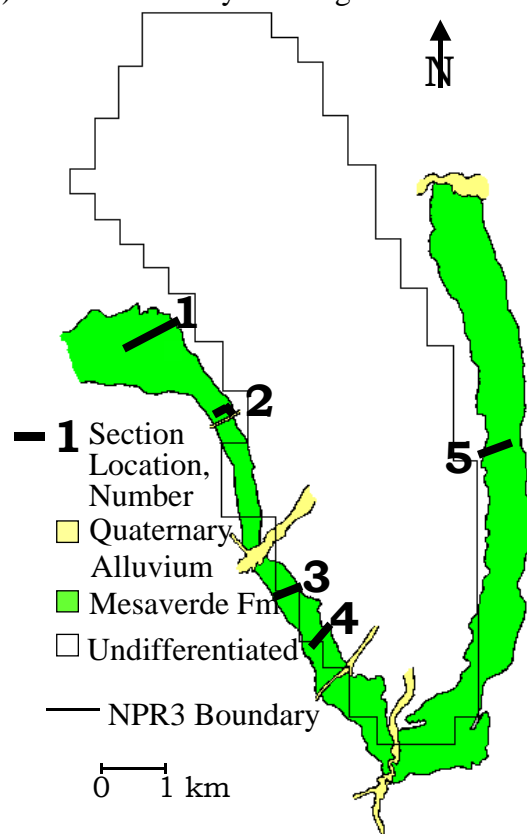 N
1
2
5
3
4
1 Section
Location,
Number
Quaternary
Alluvium
Mesaverde Fm
Undifferentiated
NPR3 Boundary
0 1 km